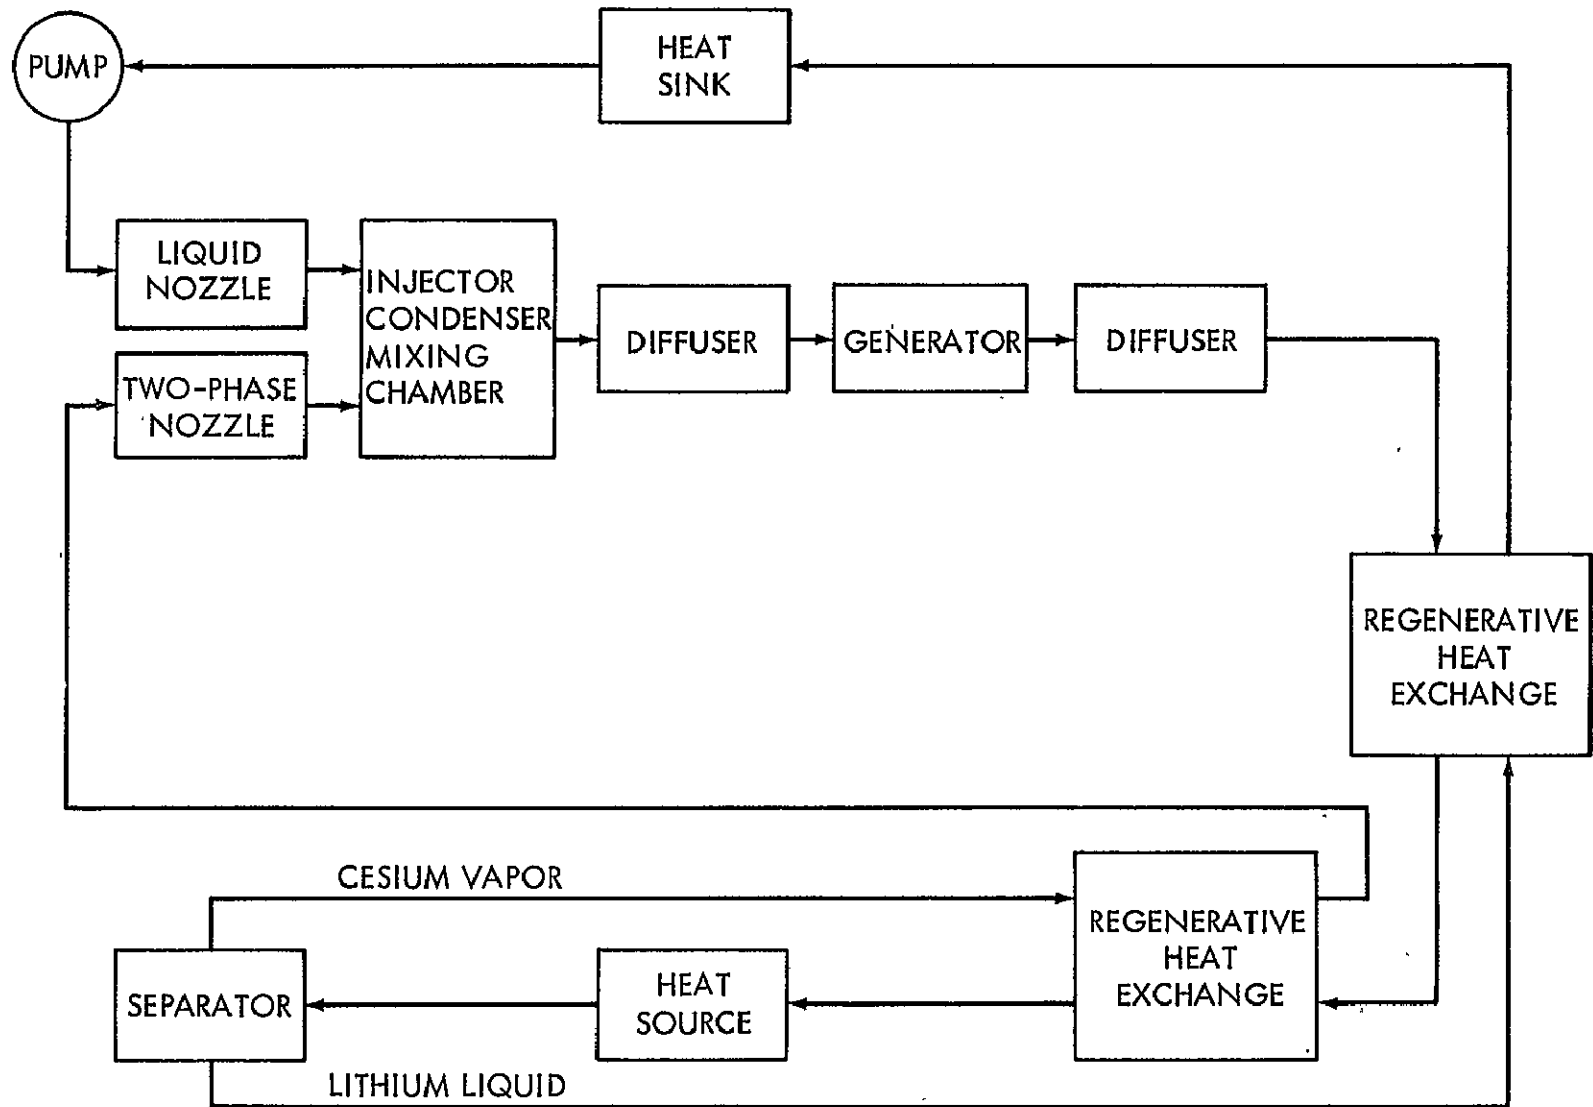 PUMP
HEAT
SINK
LIQUID
NOZZLE
TWO-PHASE
NOZZLE
INJECTOR
CONDENSER
MIXING
CHAMBER
DIFFUSER
GENERATOR
DIFFUSER
REGENERATIVE
HEAT
EXCHANGE
CESIUM VAPOR
REGENERATIVE
HEAT
EXCHANGE
HEAT
SOURCE
SEPARATOR
LITHIUM LIQUID